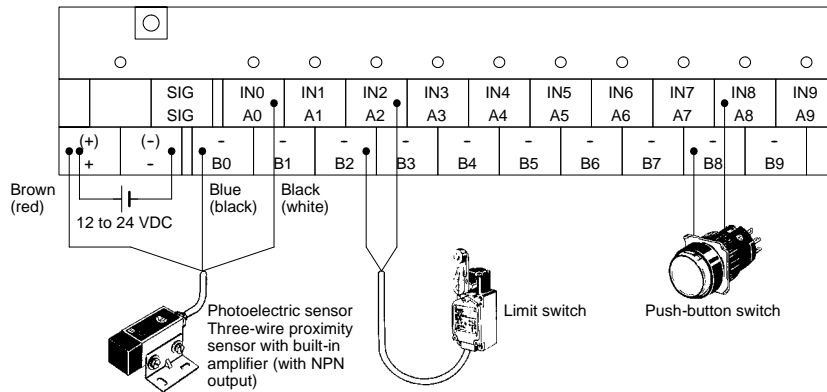 SIG IN0 IN1 IN2 IN3 IN4 IN5 IN6 IN7 IN8 IN9
SIG A0 A1 A2 A3 A4 A5 A6 A7 A8 A9
(+) (-) - - - - - - - - - -
+ - B0 B1 B2 B3 B4 B5 B6 B7 B8 B9
Brown
(red)
12 to 24 VDC
Blue
(black)
Black
(white)
Photoelectric sensor
Three-wire proximity
sensor with built-in
amplifier (with NPN
output)
Limit switch
Push-button switch